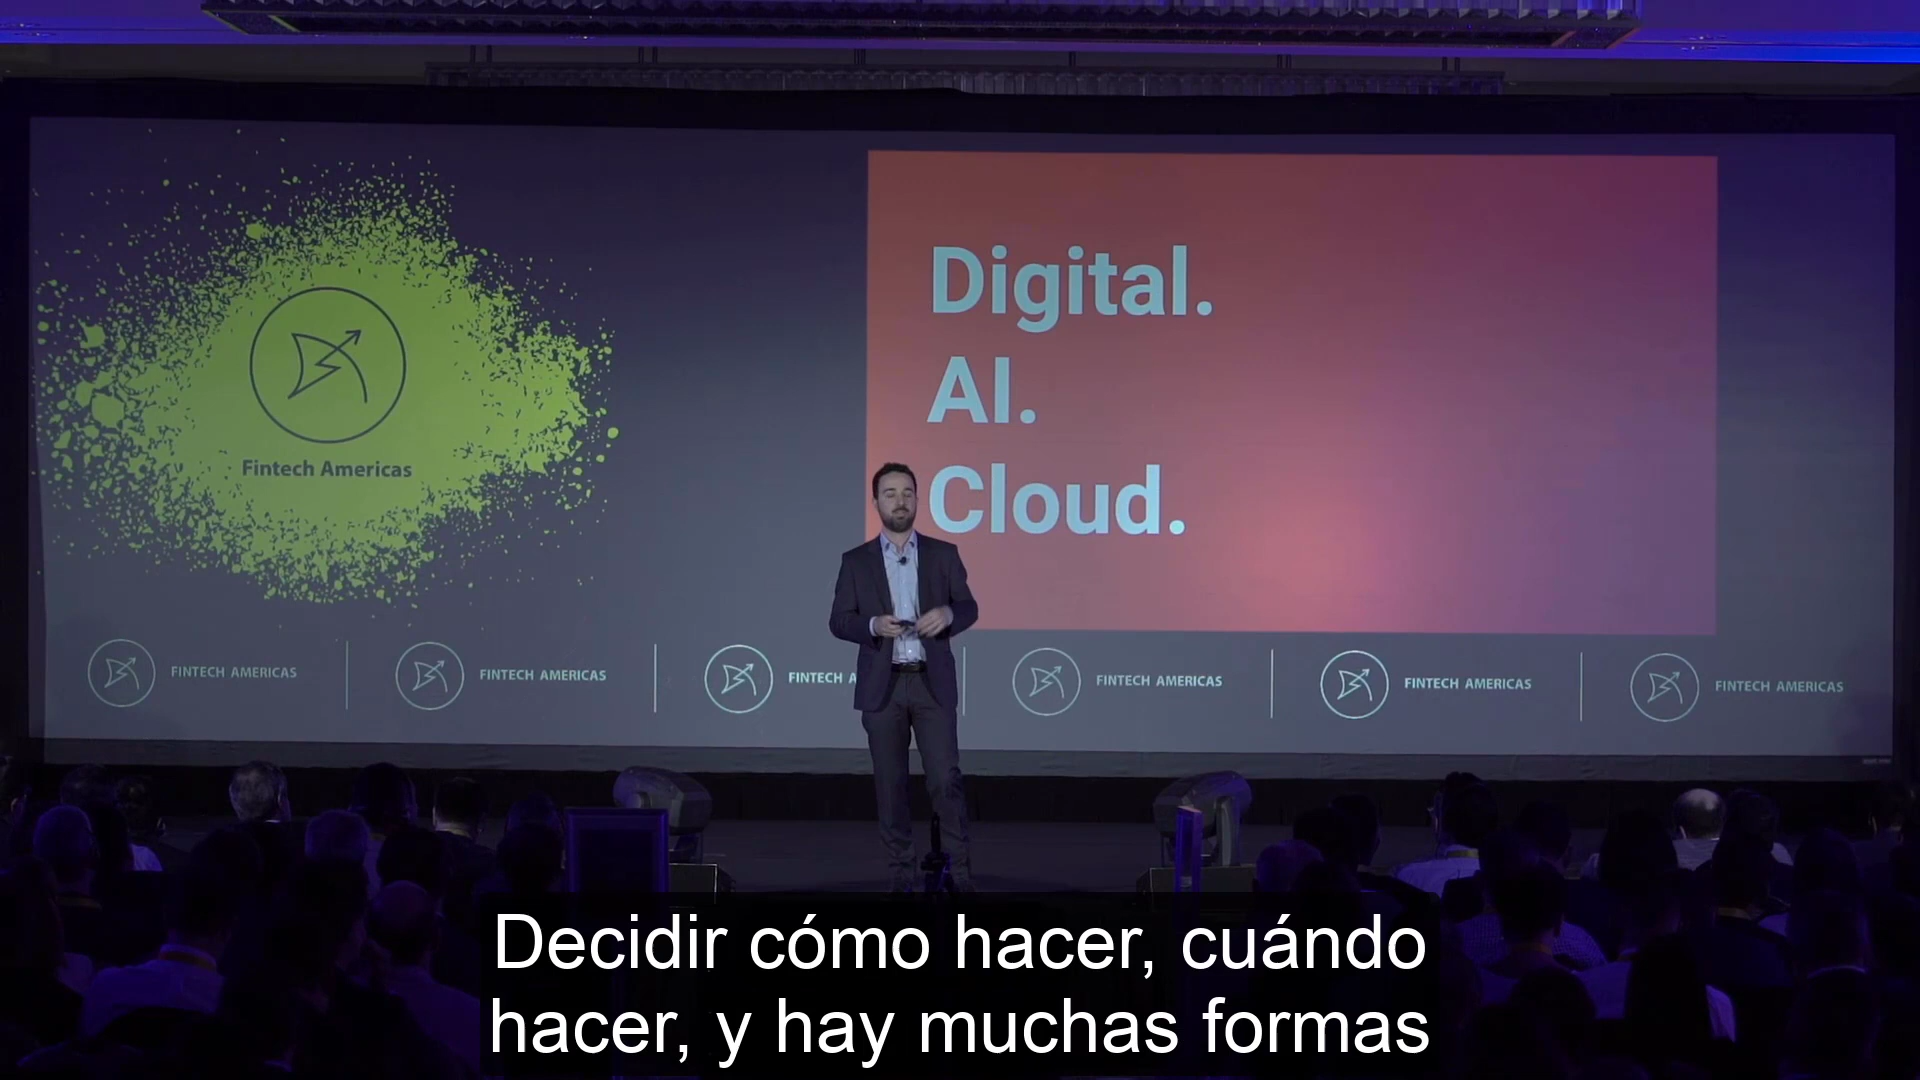 Digital.
AI.
Cloud.
Fintech Americas
FINTECH AMERICAS
FINTECH AMERICAS
FINTECH A
FINTECH AMERICAS
FINTECH AMERICAS
FINTECH AMERICAS
Decidir cómo hacer, cuándo
hacer, y hay muchas formas